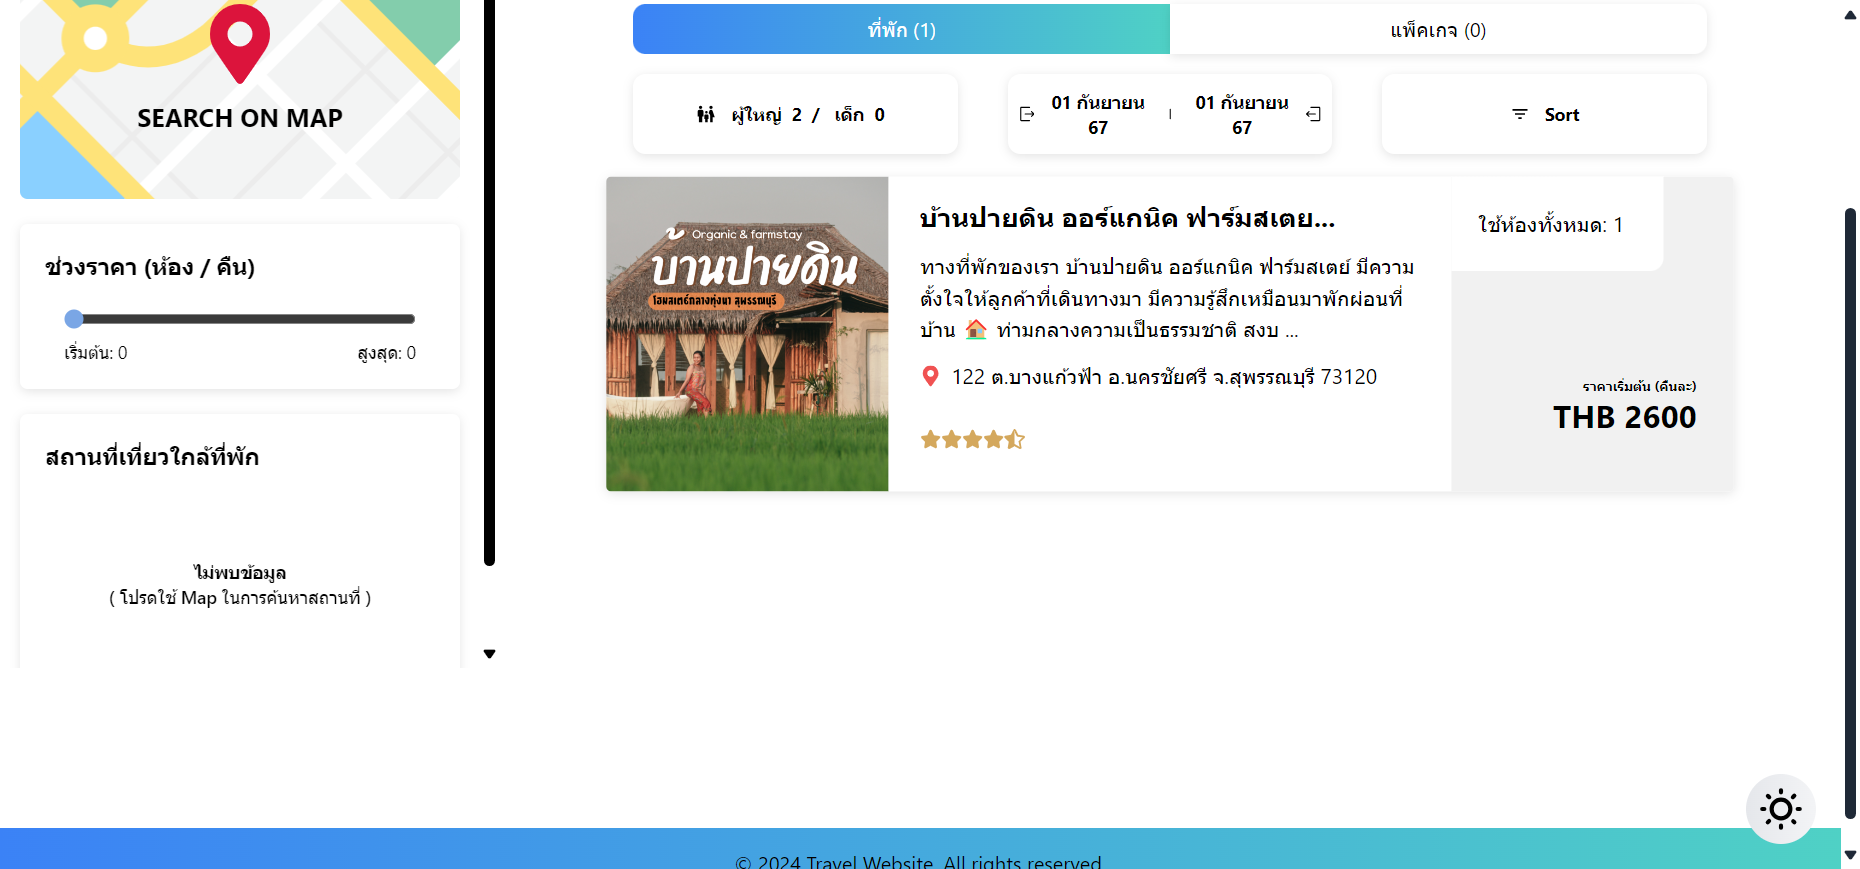 SEARCH ON MAP
ช่วงราคา (ห้อง / คืน)
เริ่มต้น: 0
สูงสุด: 0
สถานที่เที่ยวใกล้ที่พัก
ไม่พบข้อมูล
( โปรดใช้ Map ในการค้นหาสถานที่ )
ที่พัก (1)
แพ็คเกจ (0)
ผู้ใหญ่ 2 / เด็ก 0
01 กันยายน
67
01 กันยายน
67
Sort
Organic & farmstay
บ้านปายดิน
โฮมสเตย์กลางทุ่งนา สุพรรณบุรี
บ้านปายดิน ออร์แกนิค ฟาร์มสเตย...
ทางที่พักของเรา บ้านปายดิน ออร์แกนิค ฟาร์มสเตย์ มีความ
ตั้งใจให้ลูกค้าที่เดินทางมา มีความรู้สึกเหมือนมาพักผ่อนที่
บ้าน 🏠 ท่ามกลางความเป็นธรรมชาติ สงบ ...
122 ต.บางแก้วฟ้า อ.นครชัยศรี จ.สุพรรณบุรี 73120
ใช้ห้องทั้งหมด: 1
ราคาเริ่มต้น (คืนละ)
THB 2600
© 2024 Travel Website. All rights reserved